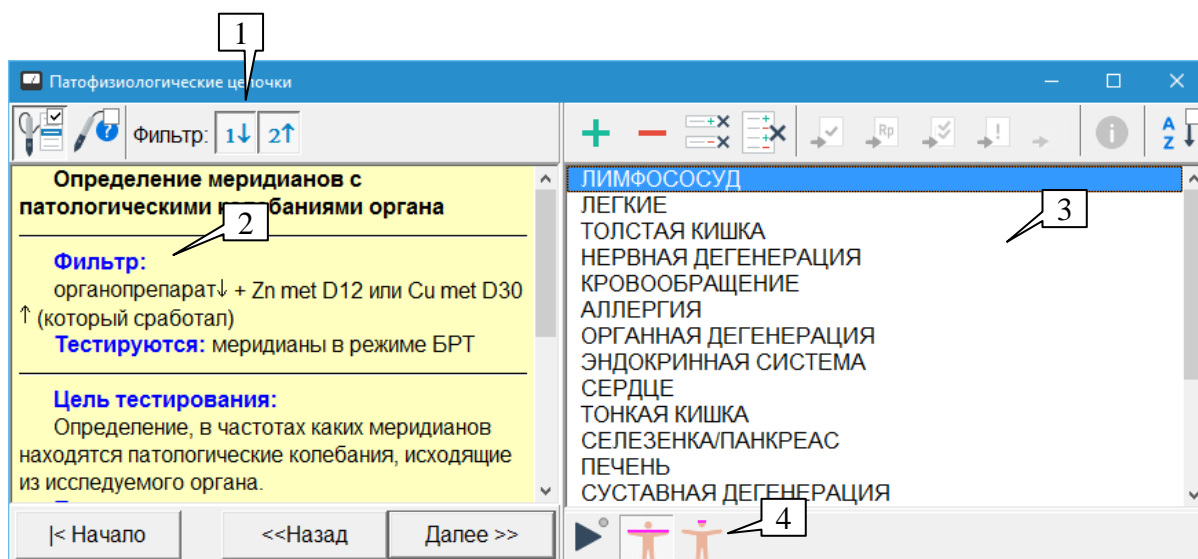 1
Патофизиологические цепочки
Фильтр: 1↓ 2↑
Rp
A
Z
Определение меридианов с
патологическими колебаниями органа
2
Фильтр:
органопрепарат↓ + Zn met D12 или Cu met D30
↑ (который сработал)
Тестируются: меридианы в режиме БРТ
Цель тестирования:
Определение, в частотах каких меридианов
находятся патологические колебания, исходящие
из исследуемого органа.
|< Начало
<<Назад
Далее >>
ЛИМФОСОСУД
ЛЕГКИЕ
3
ТОЛСТАЯ КИШКА
НЕРВНАЯ ДЕГЕНЕРАЦИЯ
КРОВООБРАЩЕНИЕ
АЛЛЕРГИЯ
ОРГАННАЯ ДЕГЕНЕРАЦИЯ
ЭНДОКРИННАЯ СИСТЕМА
СЕРДЦЕ
ТОНКАЯ КИШКА
СЕЛЕЗЕНКА/ПАНКРЕАС
ПЕЧЕНЬ
СУСТАВНАЯ ДЕГЕНЕРАЦИЯ
4